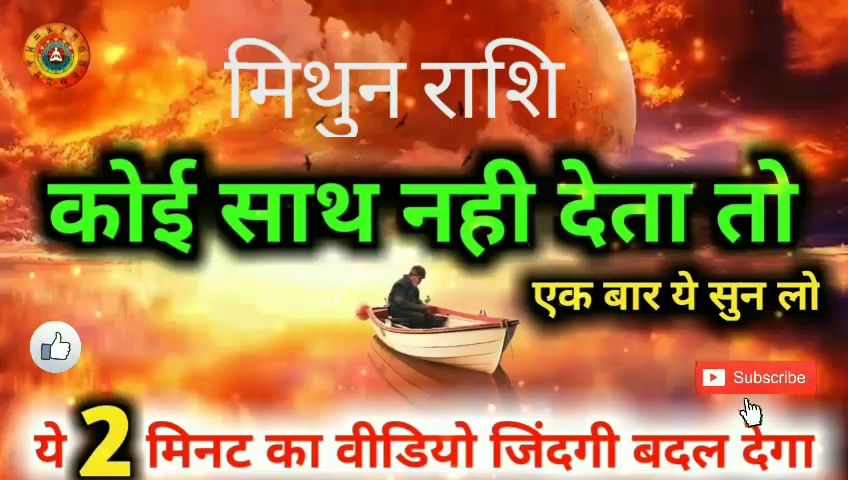 मिथुन राशि
कोई साथ नही देता तो
एक बार ये सुन लो
Subscribe
ये 2 मिनट का वीडियो जिंदगी बदल देगा